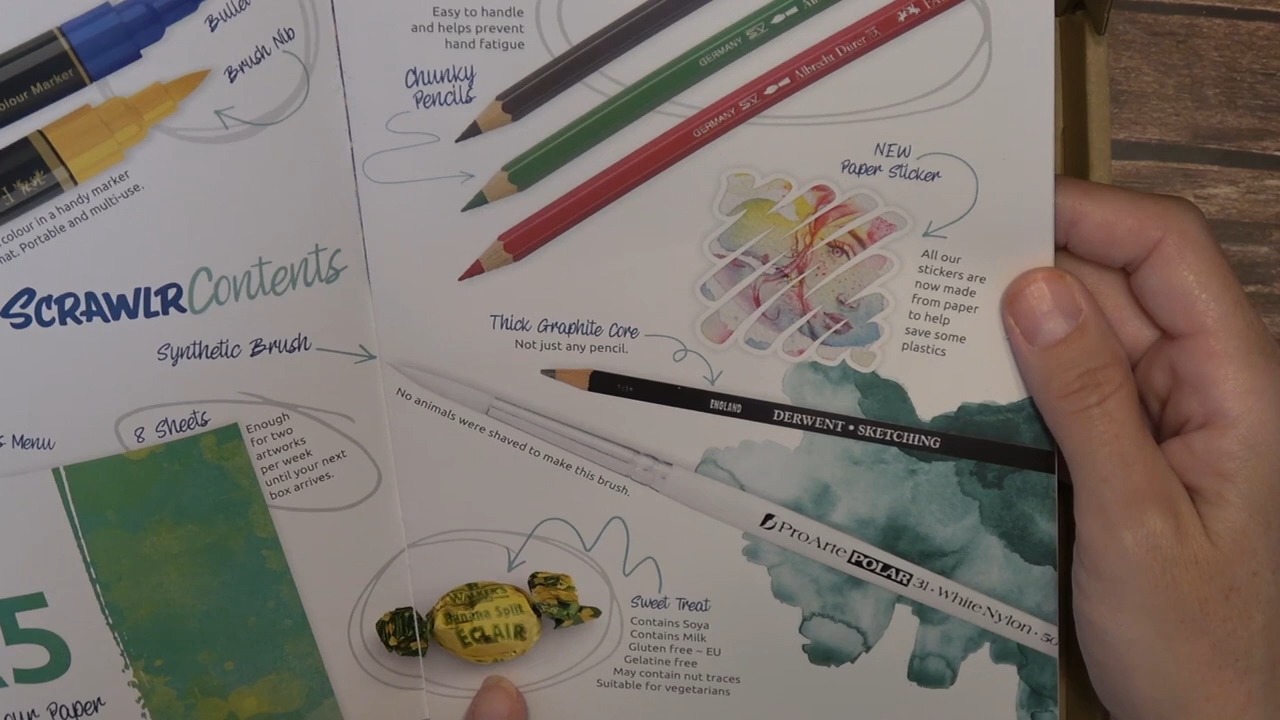 Bullet
Brush Nib
Colour Marker
colour in a handy marker
Portable and multi-use.
SCRAWLR Contents
Synthetic Brush
Menu
8 Sheets
Enough
for two
artworks
per week
until your next
box arrives.
Paper
Easy to handle
and helps prevent
hand fatigue
Chunky
Pencils
GERMANY SV
GERMANY SV Albrecht Dürer
NEW
Paper Sticker
All our
stickers are
now made
from paper
to help
save some
plastics
Thick Graphite Core
Not just any pencil.
ENGLAND DERWENT • SKETCHING
No animals were shaved to make this brush.
ProArte POLAR 31 · White Nylon ·
WALKER'S
Banana Split
ECLAIR
Sweet Treat
Contains Soya
Contains Milk
Gluten free ~ EU
Gelatine free
May contain nut traces
Suitable for vegetarians